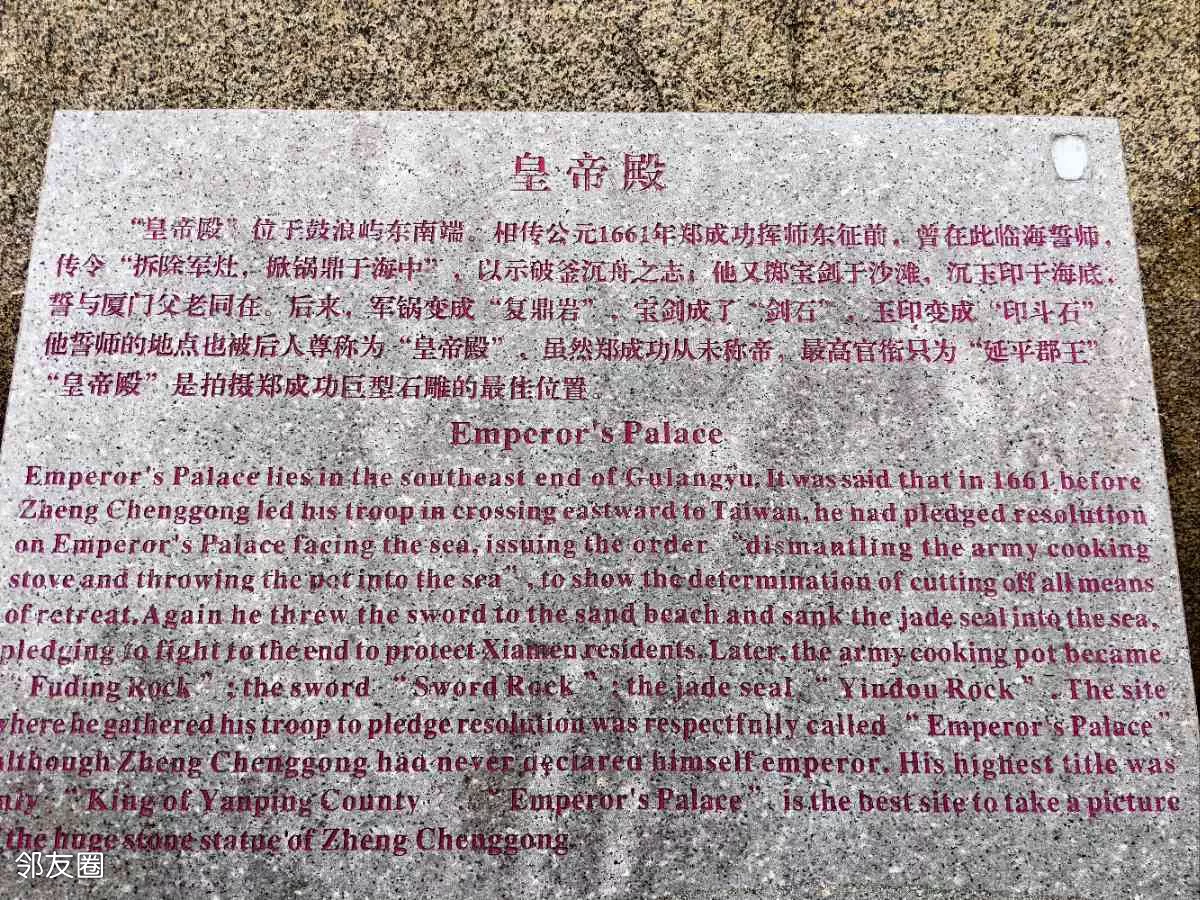 皇帝殿
“皇帝殿”位于鼓浪屿东南端。相传公元1661年郑成功挥师东征前，曾在此临海誓师，
传令“拆除军灶，掀锅鼎于海中”，以示破釜沉舟之志；他又掷宝剑于沙滩，沉玉印于海底，
誓与厦门父老同在。后来，军锅变成“复鼎岩”，宝剑成了“剑石”，玉印变成“印斗石”
他誓师的地点也被后人尊称为“皇帝殿”，虽然郑成功从未称帝，最高官衔只为“延平郡王”
“皇帝殿”是拍摄郑成功巨型石雕的最佳位置。
Emperor's Palace
Emperor's Palace lies in the southeast end of Gulangyu. It was said that in 1661 before
Zheng Chenggong led his troop in crossing eastward to Taiwan, he had pledged resolution
on Emperor's Palace facing the sea, issuing the order “dismantling the army cooking
stove and throwing the pot into the sea”, to show the determination of cutting off all means
of retreat. Again he threw the sword to the sand beach and sank the jade seal into the sea,
pledging to fight to the end to protect Xiamen residents. Later, the army cooking pot became
“Fuding Rock”; the sword “Sword Rock”; the jade seal “Yindou Rock”. The site
where he gathered his troop to pledge resolution was respectfully called “Emperor's Palace”
although Zheng Chenggong had never declared himself emperor. His highest title was
only “King of Yanping County “Emperor's Palace” is the best site to take a picture
the huge stone statue of Zheng Chenggong
邻友圈